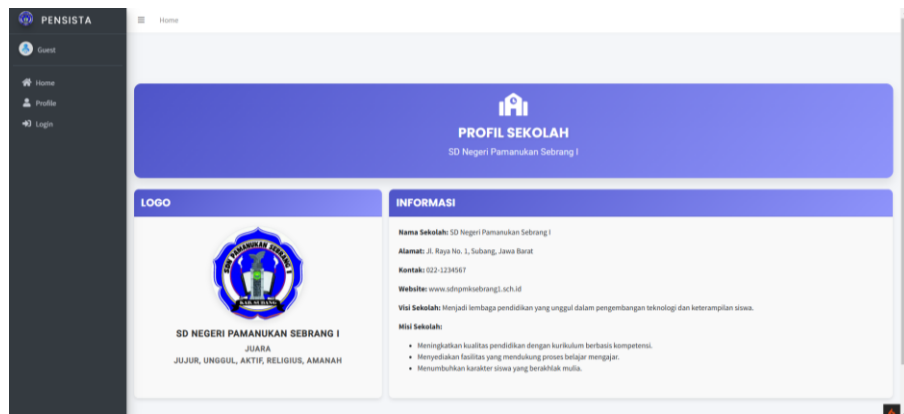 PENSISTA
Home
Guest
Home
Profile
Login
PROFIL SEKOLAH
SD Negeri Pamanukan Sebrang I
LOGO
SDN PAMANUKAN SEBRANG I
KAB. SUBANG
SD NEGERI PAMANUKAN SEBRANG I
JUARA
JUJUR, UNGGUL, AKTIF, RELIGIUS, AMANAH
INFORMASI
Nama Sekolah: SD Negeri Pamanukan Sebrang I
Alamat: Jl. Raya No. 1, Subang, Jawa Barat
Kontak: 022-1234567
Website: www.sdnpmksebrang1.sch.id
Visi Sekolah: Menjadi lembaga pendidikan yang unggul dalam pengembangan teknologi dan keterampilan siswa.
Misi Sekolah:
• Meningkatkan kualitas pendidikan dengan kurikulum berbasis kompetensi.
• Menyediakan fasilitas yang mendukung proses belajar mengajar.
• Menumbuhkan karakter siswa yang berakhlak mulia.